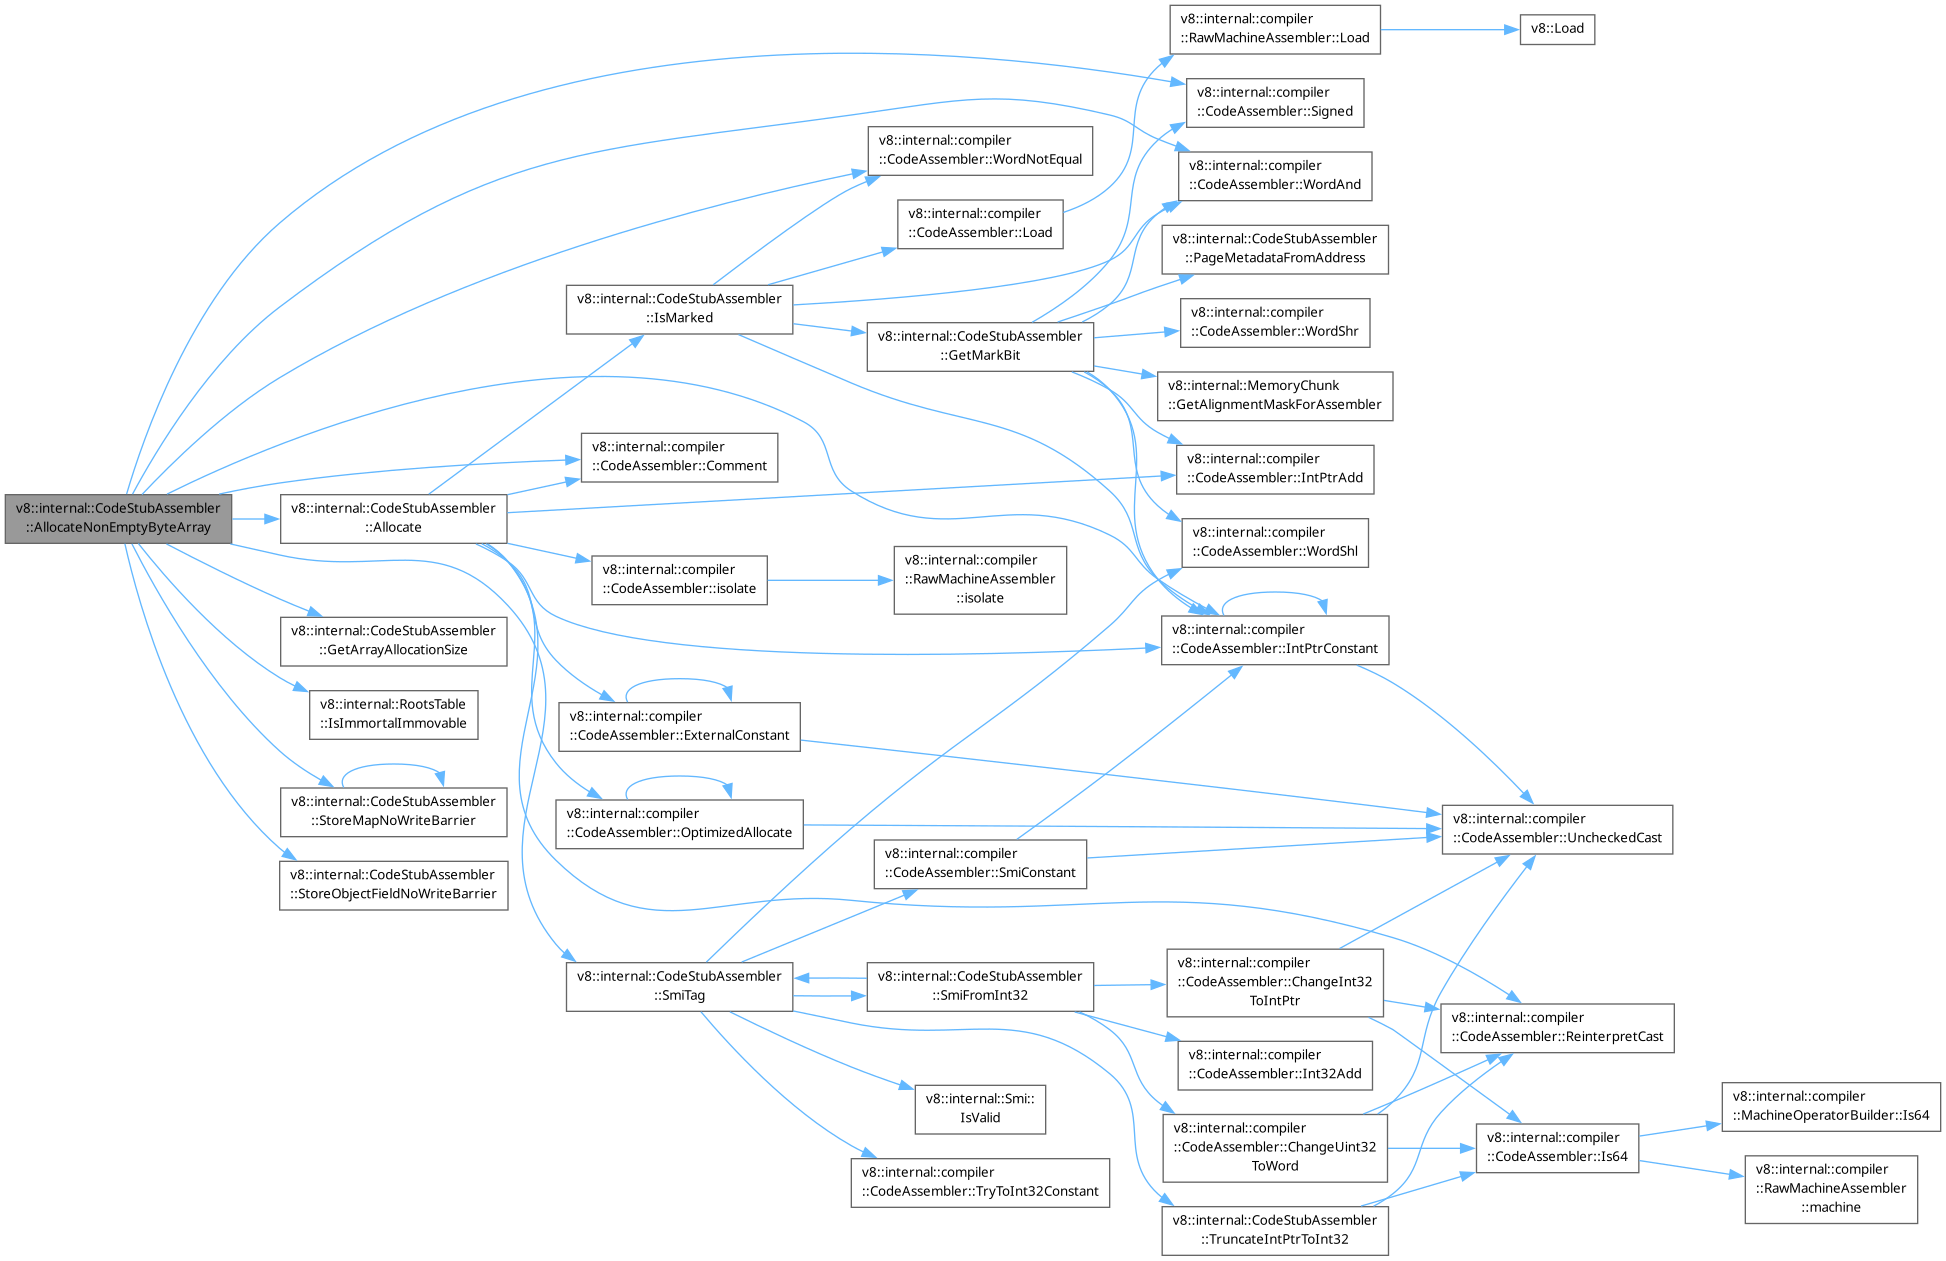 v8::internal::CodeStubAssembler
::AllocateNonEmptyByteArray
v8::internal::CodeStubAssembler
::Allocate
v8::internal::CodeStubAssembler
::GetArrayAllocationSize
v8::internal::RootsTable
::IsImmortalImmovable
v8::internal::CodeStubAssembler
::StoreMapNoWriteBarrier
v8::internal::CodeStubAssembler
::StoreObjectFieldNoWriteBarrier
v8::internal::CodeStubAssembler
::IsMarked
v8::internal::compiler
::CodeAssembler::Comment
v8::internal::compiler
::CodeAssembler::isolate
v8::internal::compiler
::CodeAssembler::ExternalConstant
v8::internal::compiler
::CodeAssembler::OptimizedAllocate
v8::internal::CodeStubAssembler
::SmiTag
v8::internal::compiler
::CodeAssembler::WordNotEqual
v8::internal::compiler
::CodeAssembler::Load
v8::internal::CodeStubAssembler
::GetMarkBit
v8::internal::compiler
::RawMachineAssembler
::isolate
v8::internal::compiler
::CodeAssembler::SmiConstant
v8::internal::CodeStubAssembler
::SmiFromInt32
v8::internal::Smi::
IsValid
v8::internal::compiler
::CodeAssembler::TryToInt32Constant
v8::internal::compiler
::RawMachineAssembler::Load
v8::internal::compiler
::CodeAssembler::Signed
v8::internal::compiler
::CodeAssembler::WordAnd
v8::internal::CodeStubAssembler
::PageMetadataFromAddress
v8::internal::compiler
::CodeAssembler::WordShr
v8::internal::MemoryChunk
::GetAlignmentMaskForAssembler
v8::internal::compiler
::CodeAssembler::IntPtrAdd
v8::internal::compiler
::CodeAssembler::WordShl
v8::internal::compiler
::CodeAssembler::IntPtrConstant
v8::internal::compiler
::CodeAssembler::ChangeInt32
ToIntPtr
v8::internal::compiler
::CodeAssembler::Int32Add
v8::internal::compiler
::CodeAssembler::ChangeUint32
ToWord
v8::internal::CodeStubAssembler
::TruncateIntPtrToInt32
v8::Load
v8::internal::compiler
::CodeAssembler::UncheckedCast
v8::internal::compiler
::CodeAssembler::ReinterpretCast
v8::internal::compiler
::CodeAssembler::Is64
v8::internal::compiler
::MachineOperatorBuilder::Is64
v8::internal::compiler
::RawMachineAssembler
::machine